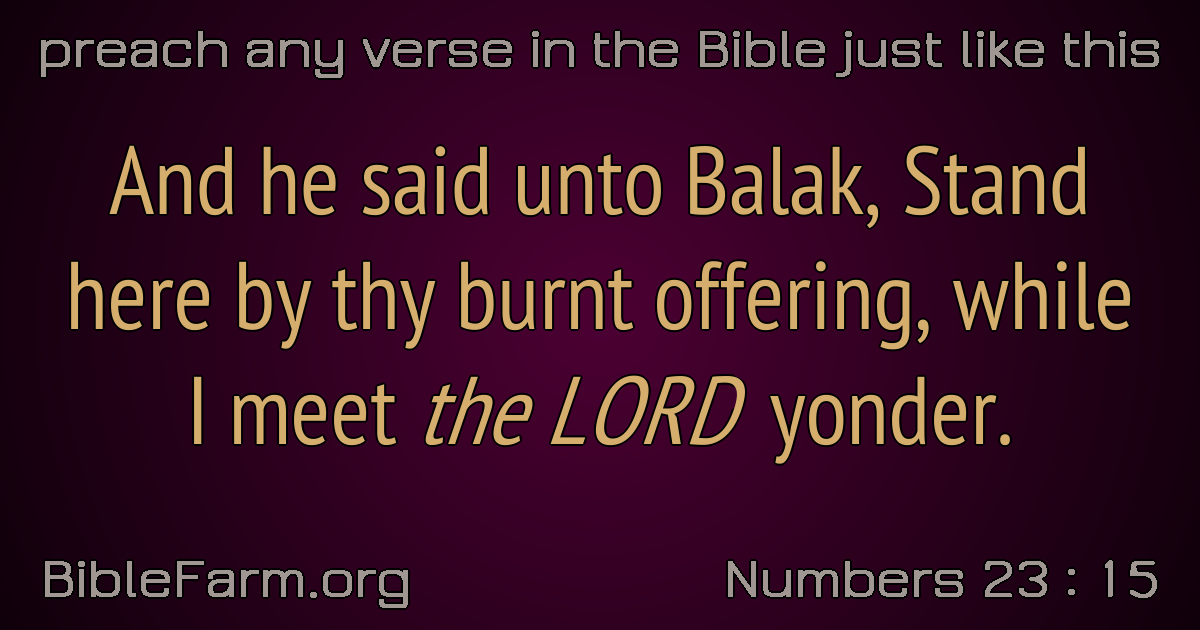 preach any verse in the Bible just like this
And he said unto Balak, Stand
here by thy burnt offering, while
I meet the LORD yonder.
BibleFarm.org
Numbers 23 : 15